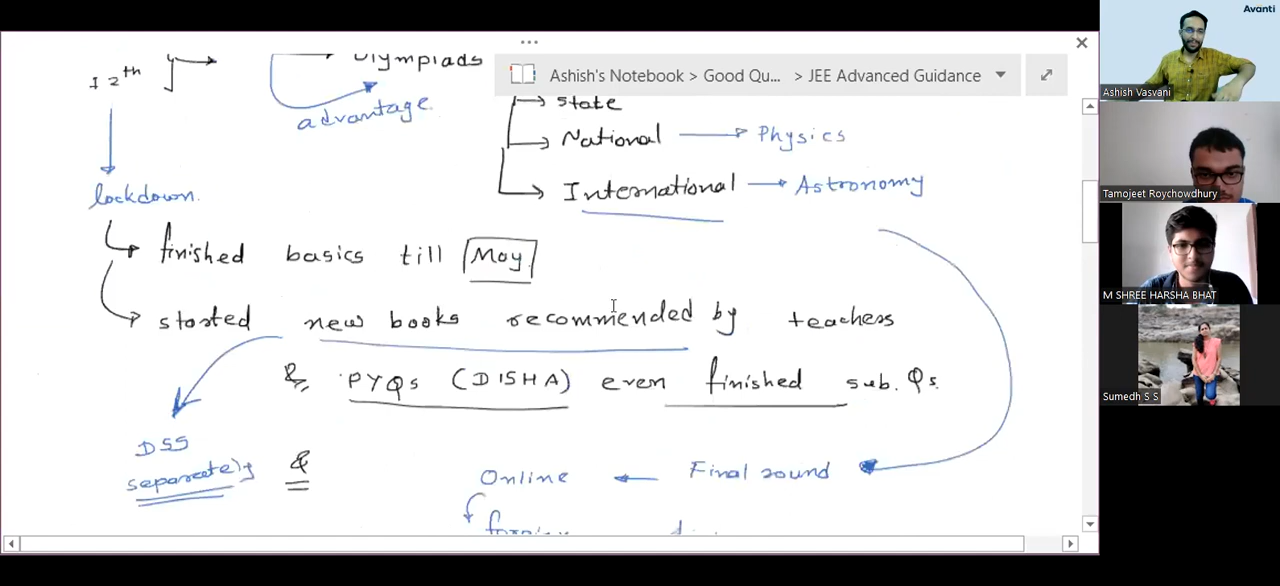 Avanti
Ashish's Notebook > Good Qu... > JEE Advanced Guidance
12th
Olympiads
advantage
State
National
Physics
International
Astronomy
lockdown.
finished basics till May
started new books recommended by teachers
& PYQs (DISHA) even finished sub. Qs.
DSS
separately &
Online
Final round
Ashish Vasvani
Tamojeet Roychowdhury
M SHREE HARSHA BHAT
Sumedh S S